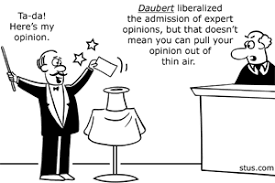 Ta-da!
Here's my
opinion.
Daubert liberalized
the admission of expert
opinions, but that doesn't
mean you can pull your
opinion out of
thin air.
stus.com